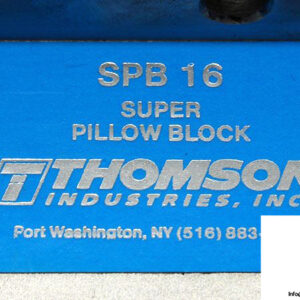 SPB 16
SUPER
PILLOW BLOCK
THOMSON
INDUSTRIES, INC
Port Washington, NY (516) 883-